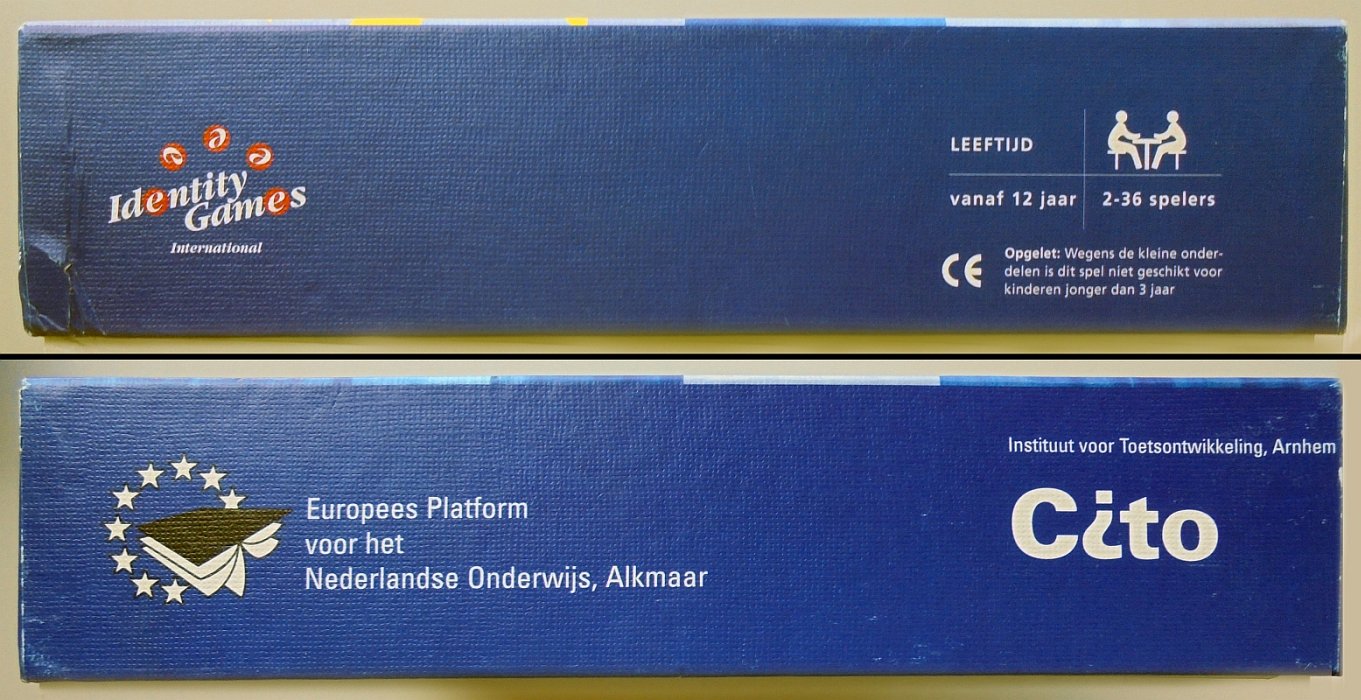 Identity
Games
International
LEEFTIJD
vanaf 12 jaar
2-36 spelers
CE
Opgelet: Wegens de kleine onder-
delen is dit spel niet geschikt voor
kinderen jonger dan 3 jaar
Europees Platform
voor het
Nederlandse Onderwijs, Alkmaar
Instituut voor Toetsontwikkeling, Arnhem
C¿to